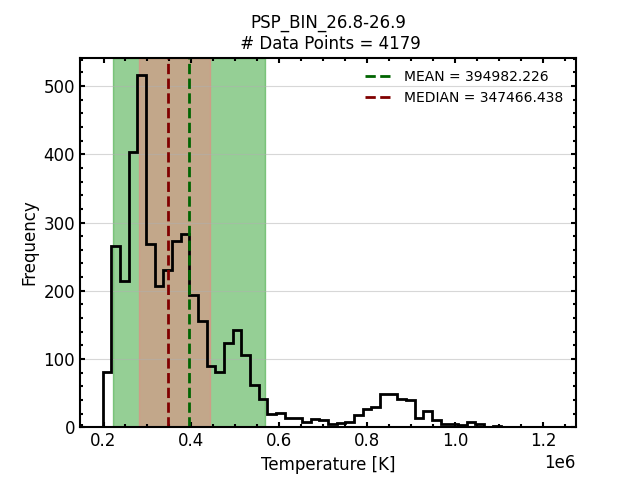 PSP_BIN_26.8-26.9
# Data Points = 4179
MEAN = 394982.226
MEDIAN = 347466.438
Frequency
500
400
300
200
100
0
0.2 0.4 0.6 0.8 1.0 1.2
1e6
Temperature [K]